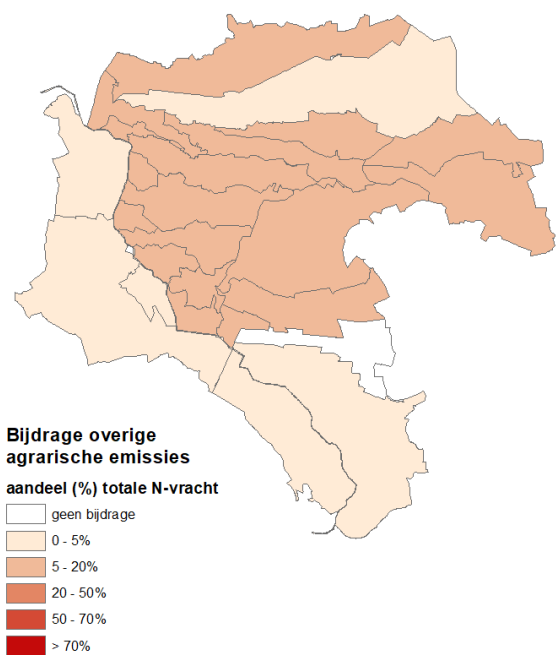 Bijdrage overige
agrarische emissies
aandeel (%) totale N-vracht
geen bijdrage
0 - 5%
5 - 20%
20 - 50%
50 - 70%
> 70%